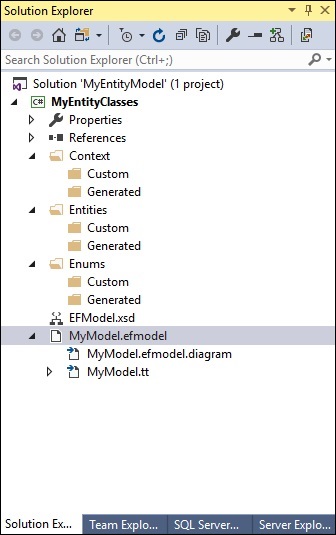 Solution Explorer
Search Solution Explorer (Ctrl+;)
Solution 'MyEntityModel' (1 project)
C# MyEntityClasses
Properties
References
Context
Custom
Generated
Entities
Custom
Generated
Enums
Custom
Generated
EFModel.xsd
MyModel.efmodel
MyModel.efmodel.diagram
MyModel.tt
Solution Ex... Team Explo... SQL Server... Server Explo...